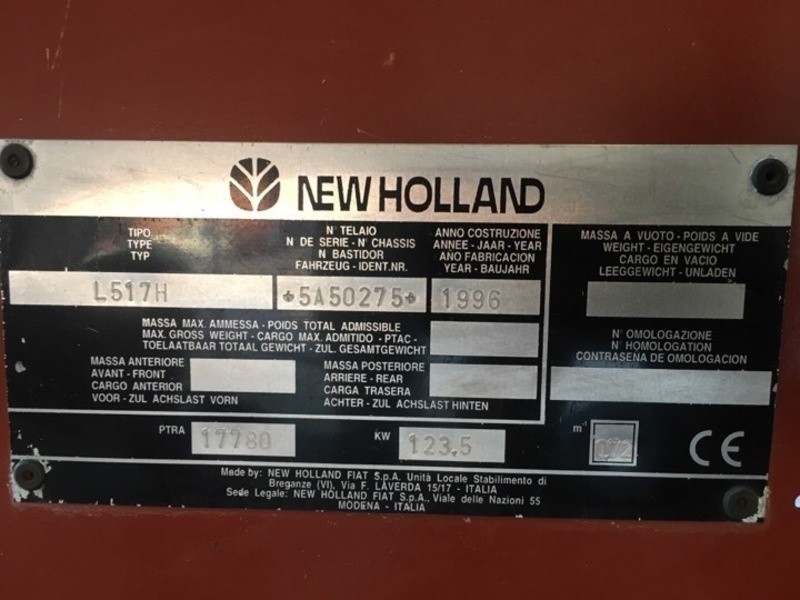 NEW HOLLAND
TIPO
TYPE
TYP
N° TELAIO
N DE SERIE - N° CHASSIS
N BASTIDOR
FAHRZEUG - IDENT.NR.
ANNO COSTRUZIONE
ANNEE - JAAR - YEAR
ANO FABRICACION
YEAR - BAUJAHR
MASSA A VUOTO - POIDS A VIDE
WEIGHT - EIGENGEWICHT
CARGO EN VACIO
LEEGGEWICHT - UNLADEN
L517H
*5A50275*
1996
MASSA MAX. AMMESSA - POIDS TOTAL ADMISSIBLE
MAX. GROSS WEIGHT - CARGO MAX. ADMITIDO - PTAC -
TOELAATBAAR TOTAAL GEWICHT - ZUL. GESAMTGEWICHT
N° OMOLOGAZIONE
N° HOMOLOGATION
CONTRASENA DE OMOLOGACION
MASSA ANTERIORE
AVANT - FRONT
CARGO ANTERIOR
VOOR - ZUL ACHSLAST VORN
MASSA POSTERIORE
ARRIERE - REAR
CARGA TRASERA
ACHTER - ZUL ACHSLAST HINTEN
PTRA
17780
KW
123,5
m⁻¹
CE
Made by: NEW HOLLAND FIAT S.p.A. Unità Locale Stabilimento di
Breganze (VI), Via F. LAVERDA 15/17 - ITALIA
Sede Legale: NEW HOLLAND FIAT S.p.A., Viale delle Nazioni 55
MODENA - ITALIA